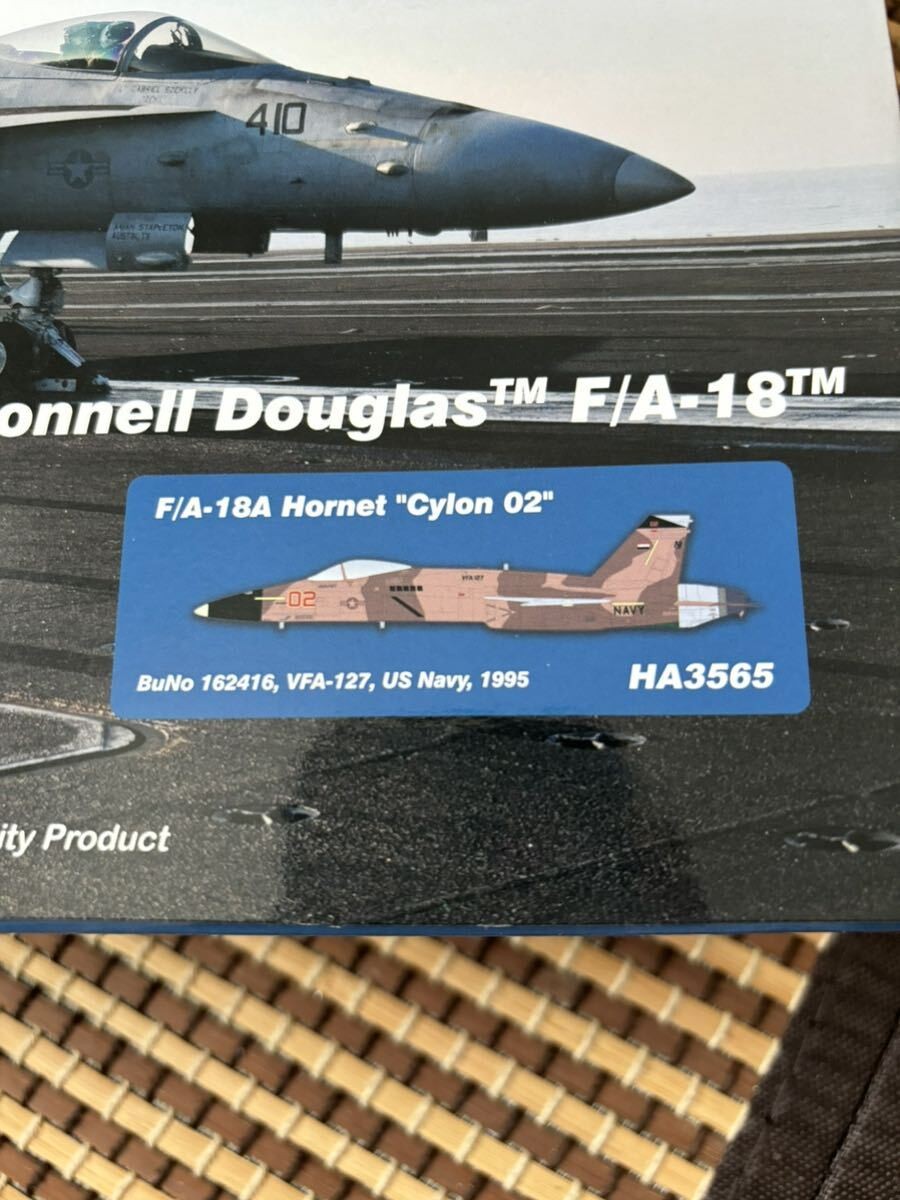 410
onnell Douglas™ F/A-18™
F/A-18A Hornet "Cylon 02"
02
VFA-127
NAVY
02
BuNo 162416, VFA-127, US Navy, 1995
HA3565
ity Product